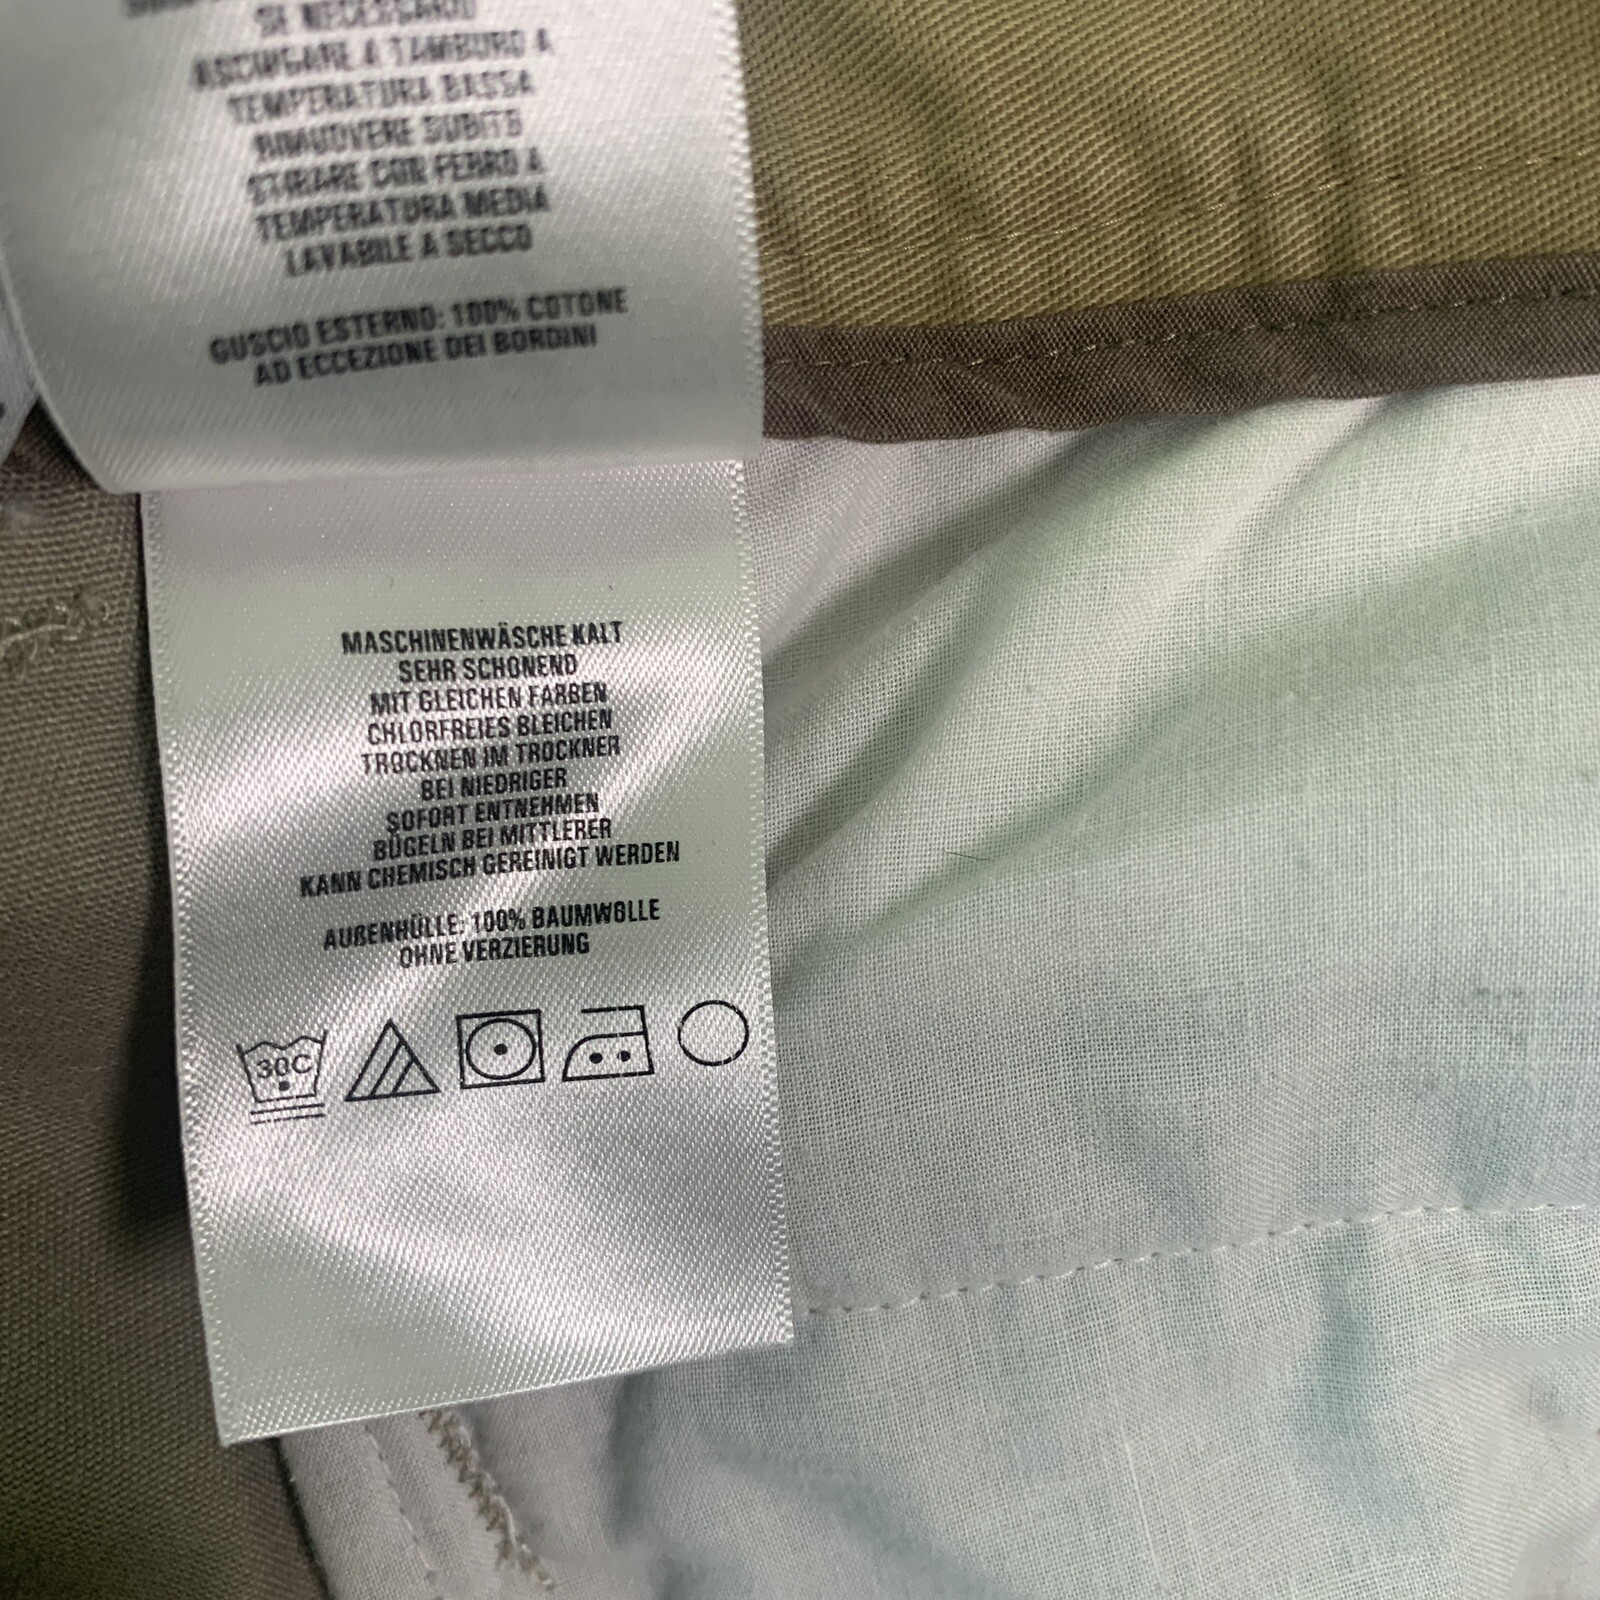 SE NECESSARIO
ASCIUGARE A TAMBURO A
TEMPERATURA BASSA
RIMUOVERE SUBITO
STIRARE CON FERRO A
TEMPERATURA MEDIA
LAVABILE A SECCO
GUSCIO ESTERNO: 100% COTONE
AD ECCEZIONE DEI BORDINI
MASCHINENWÄSCHE KALT
SEHR SCHONEND
MIT GLEICHEN FARBEN
CHLORFREIES BLEICHEN
TROCKNEN IM TROCKNER
BEI NIEDRIGER
SOFORT ENTNEHMEN
BÜGELN BEI MITTLERER
KANN CHEMISCH GEREINIGT WERDEN
AUßENHÜLLE: 100% BAUMWOLLE
OHNE VERZIERUNG
30C